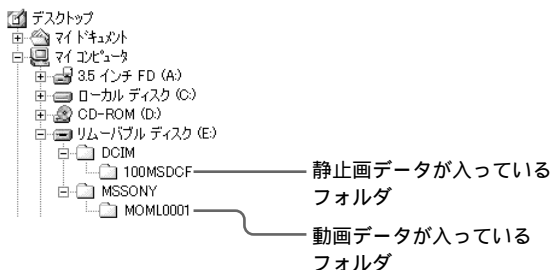 デスクトップ
マイ ドキュメント
マイ コンピュータ
3.5 インチ FD (A:)
ローカル ディスク (C:)
CD-ROM (D:)
リムーバブル ディスク (E:)
DCIM
100MSDCF
静止画データが入っている
フォルダ
MSSONY
MOML0001
動画データが入っている
フォルダ